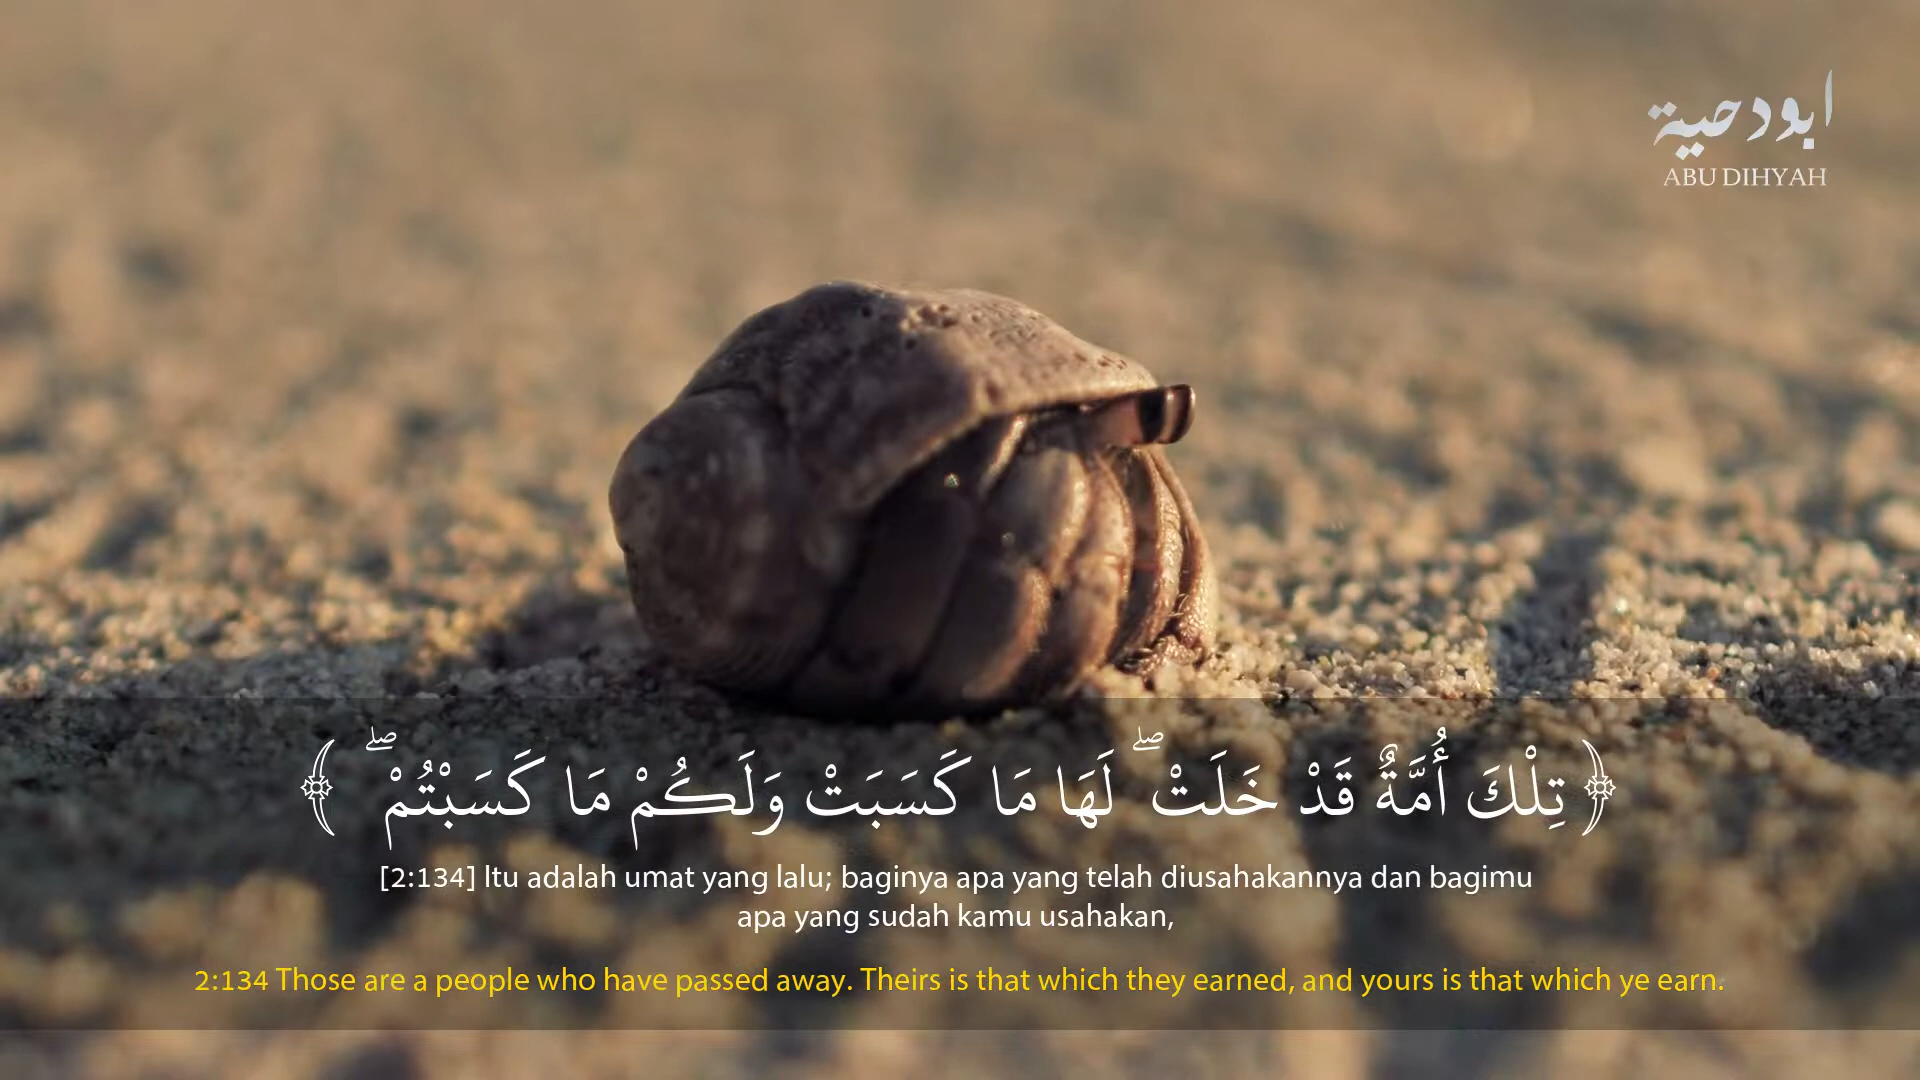 ابودحية
ABU DIHYAH
﴿تِلْكَ أُمَّةٌ قَدْ خَلَتْ ۖ لَهَا مَا كَسَبَتْ وَلَكُمْ مَا كَسَبْتُمْ ۖ ﴾
[2:134] Itu adalah umat yang lalu; baginya apa yang telah diusahakannya dan bagimu
apa yang sudah kamu usahakan,
2:134 Those are a people who have passed away. Theirs is that which they earned, and yours is that which ye earn.